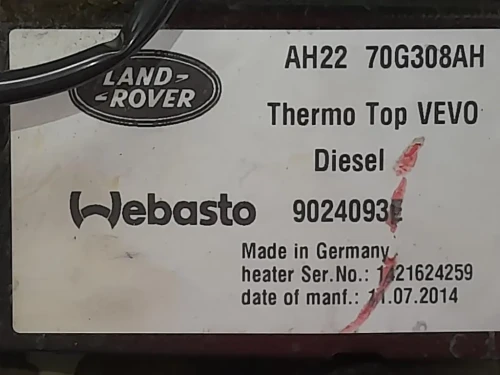 LAND-
-ROVER
AH22 70G308AH
Thermo Top VEVO
Diesel
Webasto 9024093E
Made in Germany
heater Ser.No.: 1421624259
date of manf.: 11.07.2014